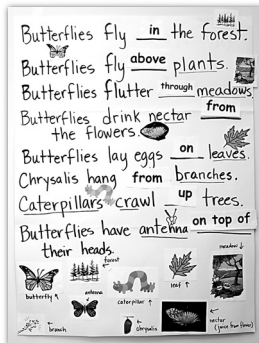 Butterflies fly in the forest.
Butterflies fly above plants.
Butterflies flutter through meadows
Butterflies drink nectar from
the flowers.
Butterflies lay eggs on leaves.
Chrysalis hang from branches.
Caterpillars crawl up trees.
Butterflies have antenna on top of
their heads.
forest
meadow ↓
antenna
butterfly ↑
caterpillar ↑
leaf ↑
branch
chrysalis
nectar
(juice from flower)